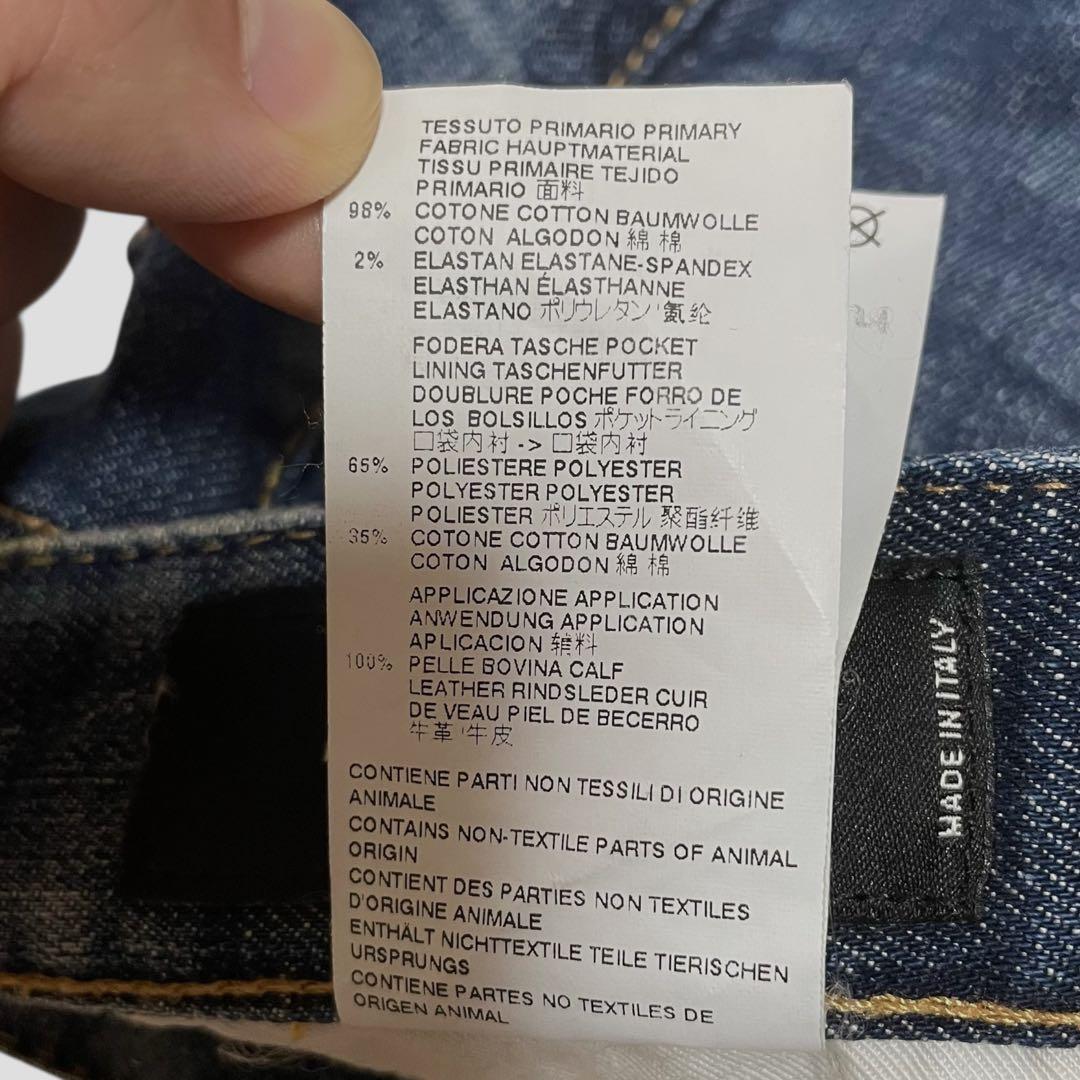 TESSUTO PRIMARIO PRIMARY
FABRIC HAUPTMATERIAL
TISSU PRIMAIRE TEJIDO
PRIMARIO 面料
98% COTONE COTTON BAUMWOLLE
COTON ALGODON 綿 棉
2% ELASTAN ELASTANE-SPANDEX
ELASTHAN ÉLASTHANNE
ELASTANO ポリウレタン 氨纶
FODERA TASCHE POCKET
LINING TASCHENFUTTER
DOUBLURE POCHE FORRO DE
LOS BOLSILLOS ポケットライニング
口袋内衬 -> 口袋内衬
65% POLIESTERE POLYESTER
POLYESTER POLYESTER
POLIESTER ポリエステル 聚酯纤维
35% COTONE COTTON BAUMWOLLE
COTON ALGODON 綿 棉
APPLICAZIONE APPLICATION
ANWENDUNG APPLICATION
APLICACION 辅料
100% PELLE BOVINA CALF
LEATHER RINDSLEDER CUIR
DE VEAU PIEL DE BECERRO
牛革 牛皮
CONTIENE PARTI NON TESSILI DI ORIGINE
ANIMALE
CONTAINS NON-TEXTILE PARTS OF ANIMAL
ORIGIN
CONTIENT DES PARTIES NON TEXTILES
D'ORIGINE ANIMALE
ENTHÄLT NICHTTEXTILE TEILE TIERISCHEN
URSPRUNGS
CONTIENE PARTES NO TEXTILES DE
ORIGEN ANIMAL
MADE IN ITALY